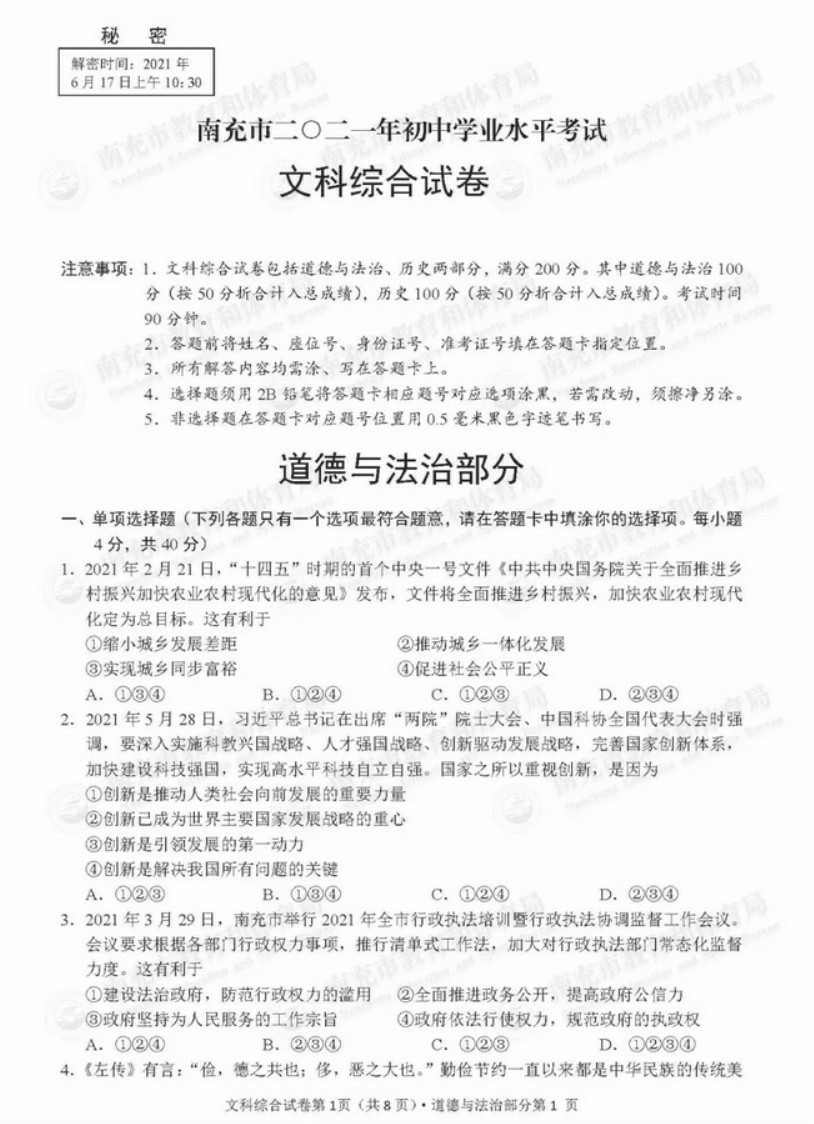 秘 密
解密时间：2021 年
6 月 17 日上午 10：30
南充市二〇二一年初中学业水平考试
文科综合试卷
注意事项：1．文科综合试卷包括道德与法治、历史两部分，满分 200 分。其中道德与法治 100
分（按 50 分折合计入总成绩），历史 100 分（按 50 分折合计入总成绩）。考试时间
90 分钟。
2．答题前将姓名、座位号、身份证号、准考证号填在答题卡指定位置。
3．所有解答内容均需涂、写在答题卡上。
4．选择题须用 2B 铅笔将答题卡相应题号对应选项涂黑，若需改动，须擦净另涂。
5．非选择题在答题卡对应题号位置用 0.5 毫米黑色字迹笔书写。
道德与法治部分
一、单项选择题（下列各题只有一个选项最符合题意，请在答题卡中填涂你的选择项。每小题
4 分，共 40 分）
1．2021 年 2 月 21 日，“十四五”时期的首个中央一号文件《中共中央国务院关于全面推进乡
村振兴加快农业农村现代化的意见》发布，文件将全面推进乡村振兴，加快农业农村现代
化定为总目标。这有利于
①缩小城乡发展差距 ②推动城乡一体化发展
③实现城乡同步富裕 ④促进社会公平正义
A．①③④ B．①②④ C．①②③ D．②③④
2．2021 年 5 月 28 日，习近平总书记在出席“两院”院士大会、中国科协全国代表大会时强
调，要深入实施科教兴国战略、人才强国战略、创新驱动发展战略，完善国家创新体系，
加快建设科技强国，实现高水平科技自立自强。国家之所以重视创新，是因为
①创新是推动人类社会向前发展的重要力量
②创新已成为世界主要国家发展战略的重心
③创新是引领发展的第一动力
④创新是解决我国所有问题的关键
A．①②③ B．①③④ C．①②④ D．②③④
3．2021 年 3 月 29 日，南充市举行 2021 年全市行政执法培训暨行政执法协调监督工作会议。
会议要求根据各部门行政权力事项，推行清单式工作法，加大对行政执法部门常态化监督
力度。这有利于
①建设法治政府，防范行政权力的滥用 ②全面推进政务公开，提高政府公信力
③政府坚持为人民服务的工作宗旨 ④政府依法行使权力，规范政府的执政权
A．①②④ B．②③④ C．①②③ D．①②③④
4．《左传》有言：“俭，德之共也；侈，恶之大也。”勤俭节约一直以来都是中华民族的传统美
文科综合试卷第 1页（共 8 页）·道德与法治部分第 1 页